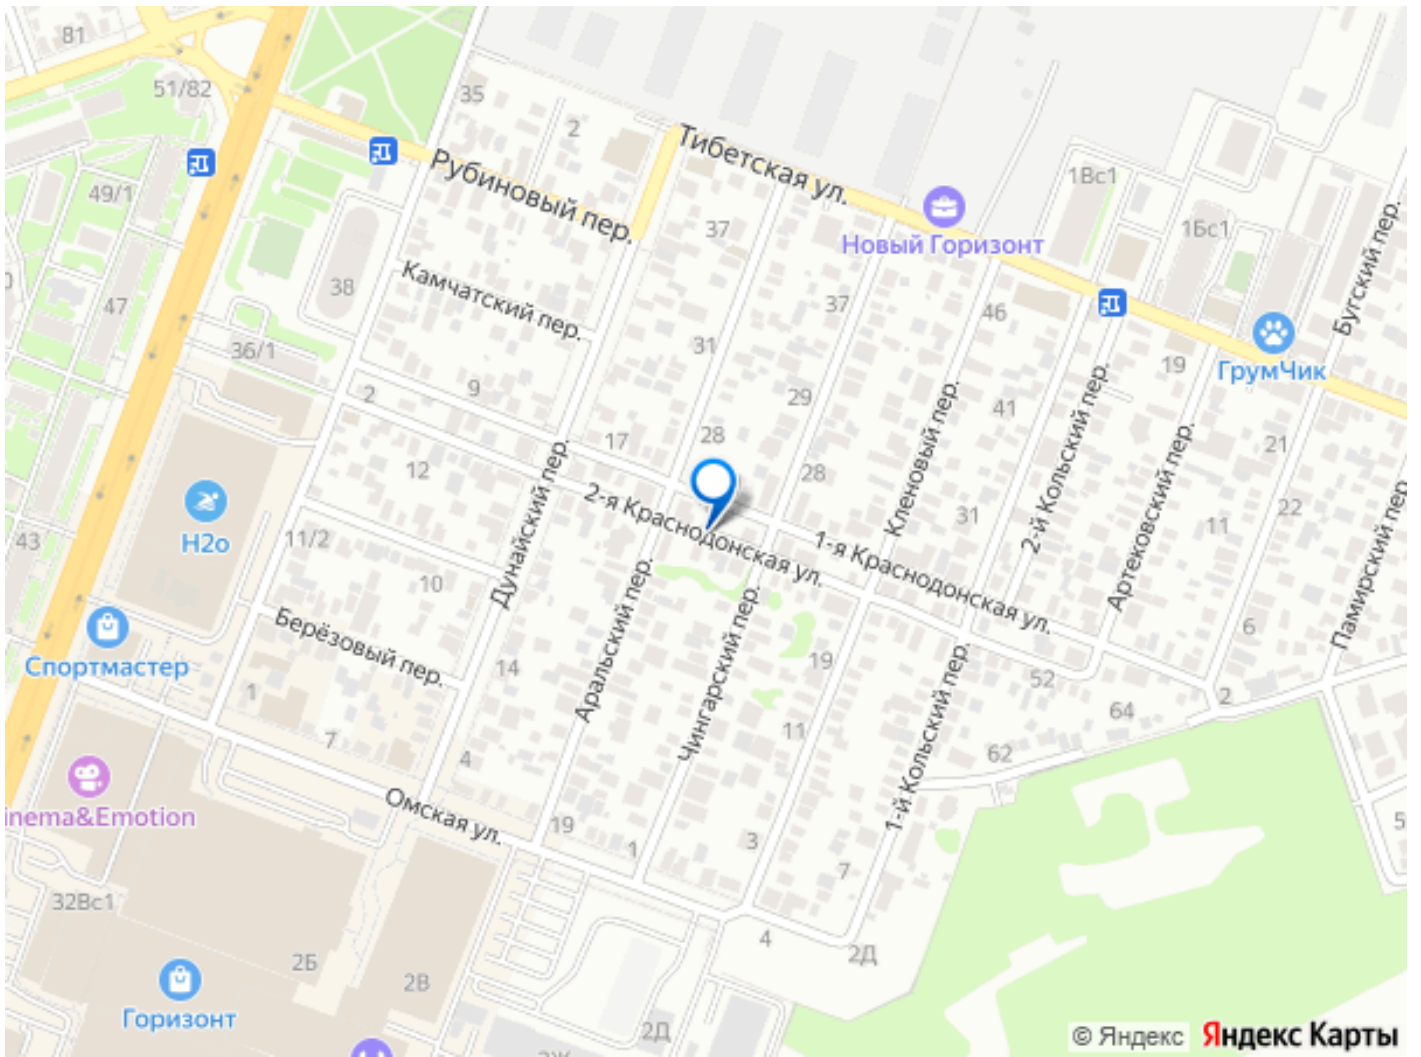 81
51/82
35
2
Тибетская ул.
1Вс1
49/1
Рубиновый пер.
37
Новый Горизонт
1Бс1
Бугский пер.
Камчатский пер.
38
37
46
47
36/1
31
19
ГрумЧик
2
9
29
41
2-й Кольский пер.
Кленовый пер.
17
28
21
12
28
Артековский пер.
2-я Краснодонская ул.
Дунайский пер.
22
31
11
43
H2o
11/2
1-я Краснодонская ул.
Памирский пер.
10
Аральский пер.
Чингарский пер.
Берёзовый пер.
6
Спортмастер
14
19
52
1-й Кольский пер.
1
2
64
7
11
62
4
inema&Emotion
Омская ул.
19
1
3
7
5
32Вс1
4
2Д
2Б
2В
Горизонт
2Д
2Ж
© Яндекс Яндекс Карты